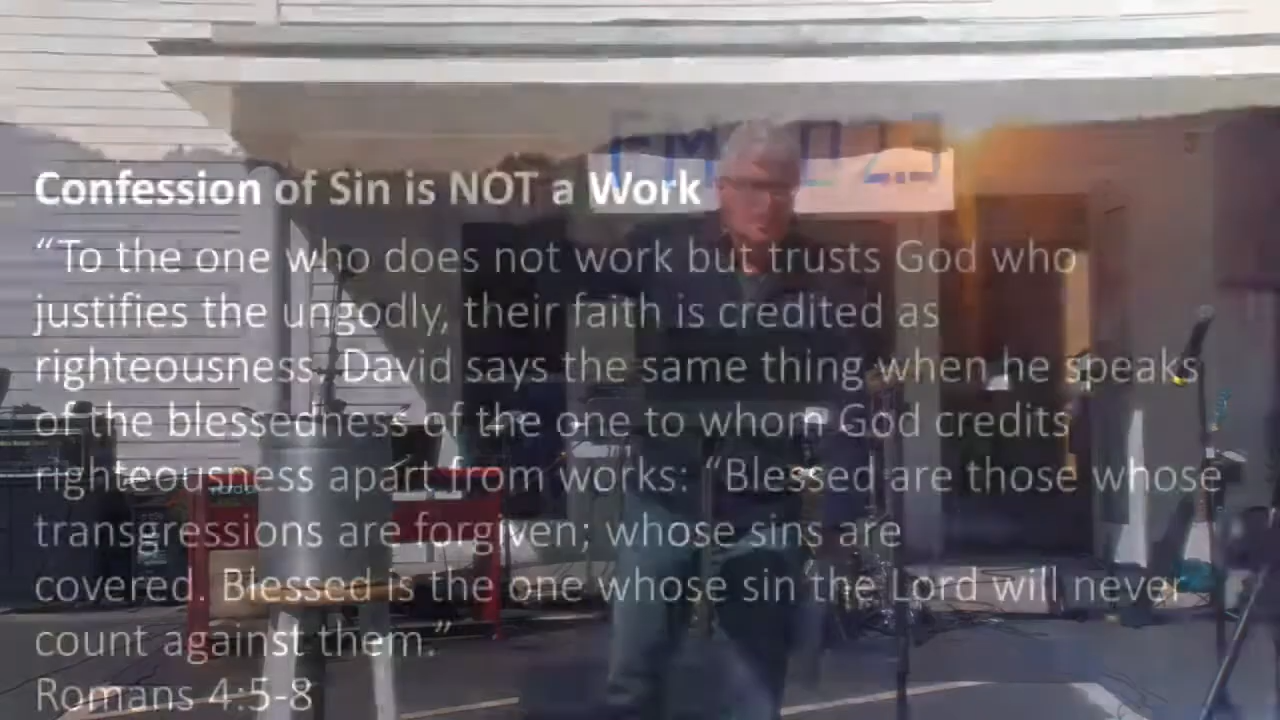 FM 102.3
Confession of Sin is NOT a Work
“To the one who does not work but trusts God who
justifies the ungodly, their faith is credited as
righteousness. David says the same thing when he speaks
of the blessedness of the one to whom God credits
righteousness apart from works: “Blessed are those whose
transgressions are forgiven; whose sins are
covered. Blessed is the one whose sin the Lord will never
count against them.”
Romans 4:5-8